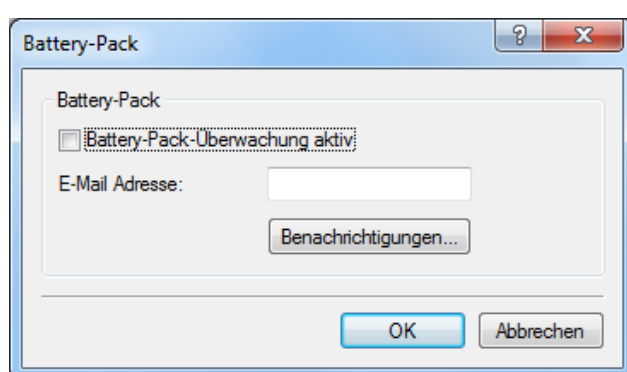 Battery-Pack
Battery-Pack
Battery-Pack-Überwachung aktiv
E-Mail Adresse:
Benachrichtigungen...
OK Abbrechen